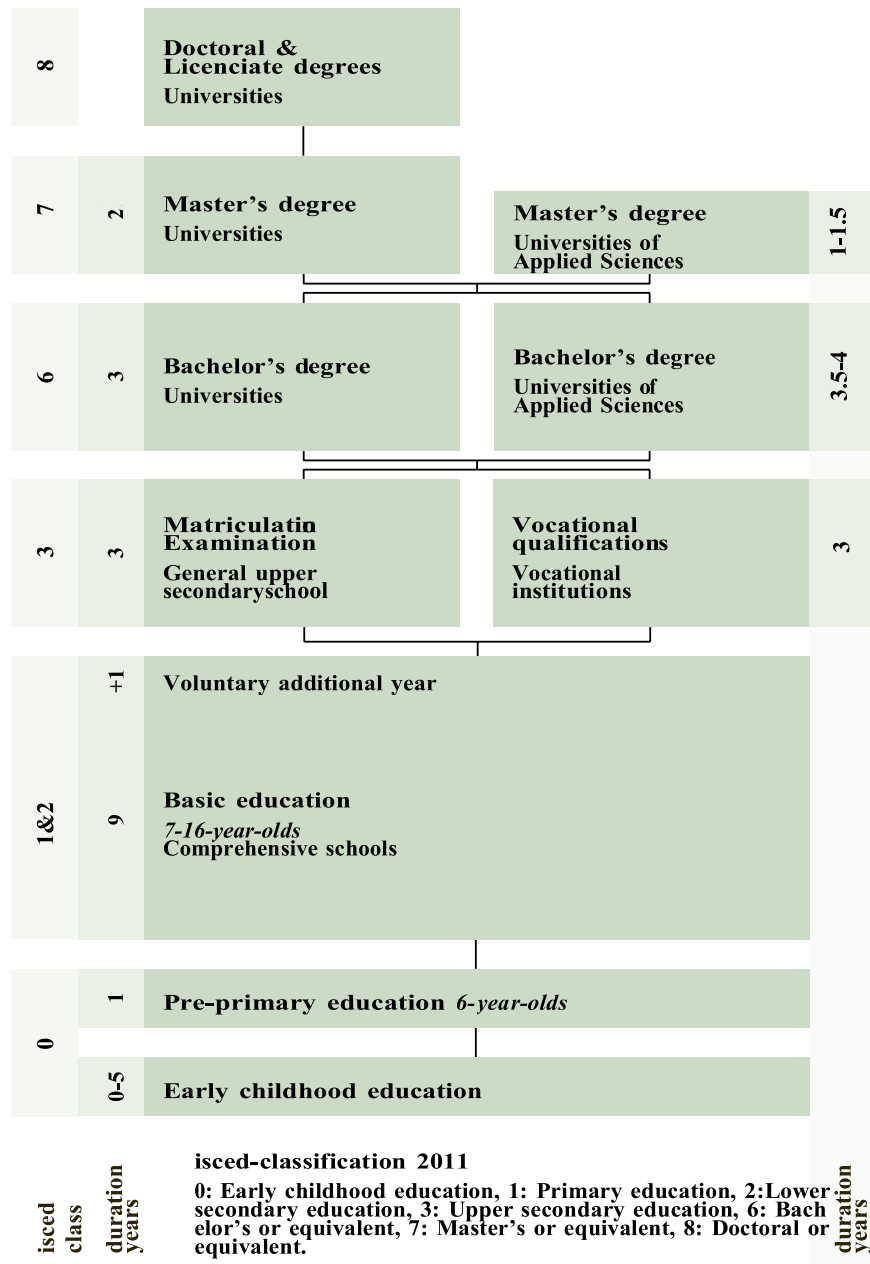 8
Doctoral &
Licenciate degrees
Universities
7
2
Master's degree
Universities
Master's degree
Universities of
Applied Sciences
1-1.5
6
3
Bachelor's degree
Universities
Bachelor's degree
Universities of
Applied Sciences
3.5-4
3
3
Matriculatin
Examination
General upper
secondaryschool
Vocational
qualifications
Vocational
institutions
3
+1
Voluntary additional year
1&2
9
Basic education
7-16-year-olds
Comprehensive schools
0
1
Pre-primary education 6-year-olds
0-5
Early childhood education
isced
class
duration
years
isced-classification 2011
0: Early childhood education, 1: Primary education, 2:Lower
secondary education, 3: Upper secondary education, 6: Bach
elor's or equivalent, 7: Master's or equivalent, 8: Doctoral or
equivalent.
duration
years